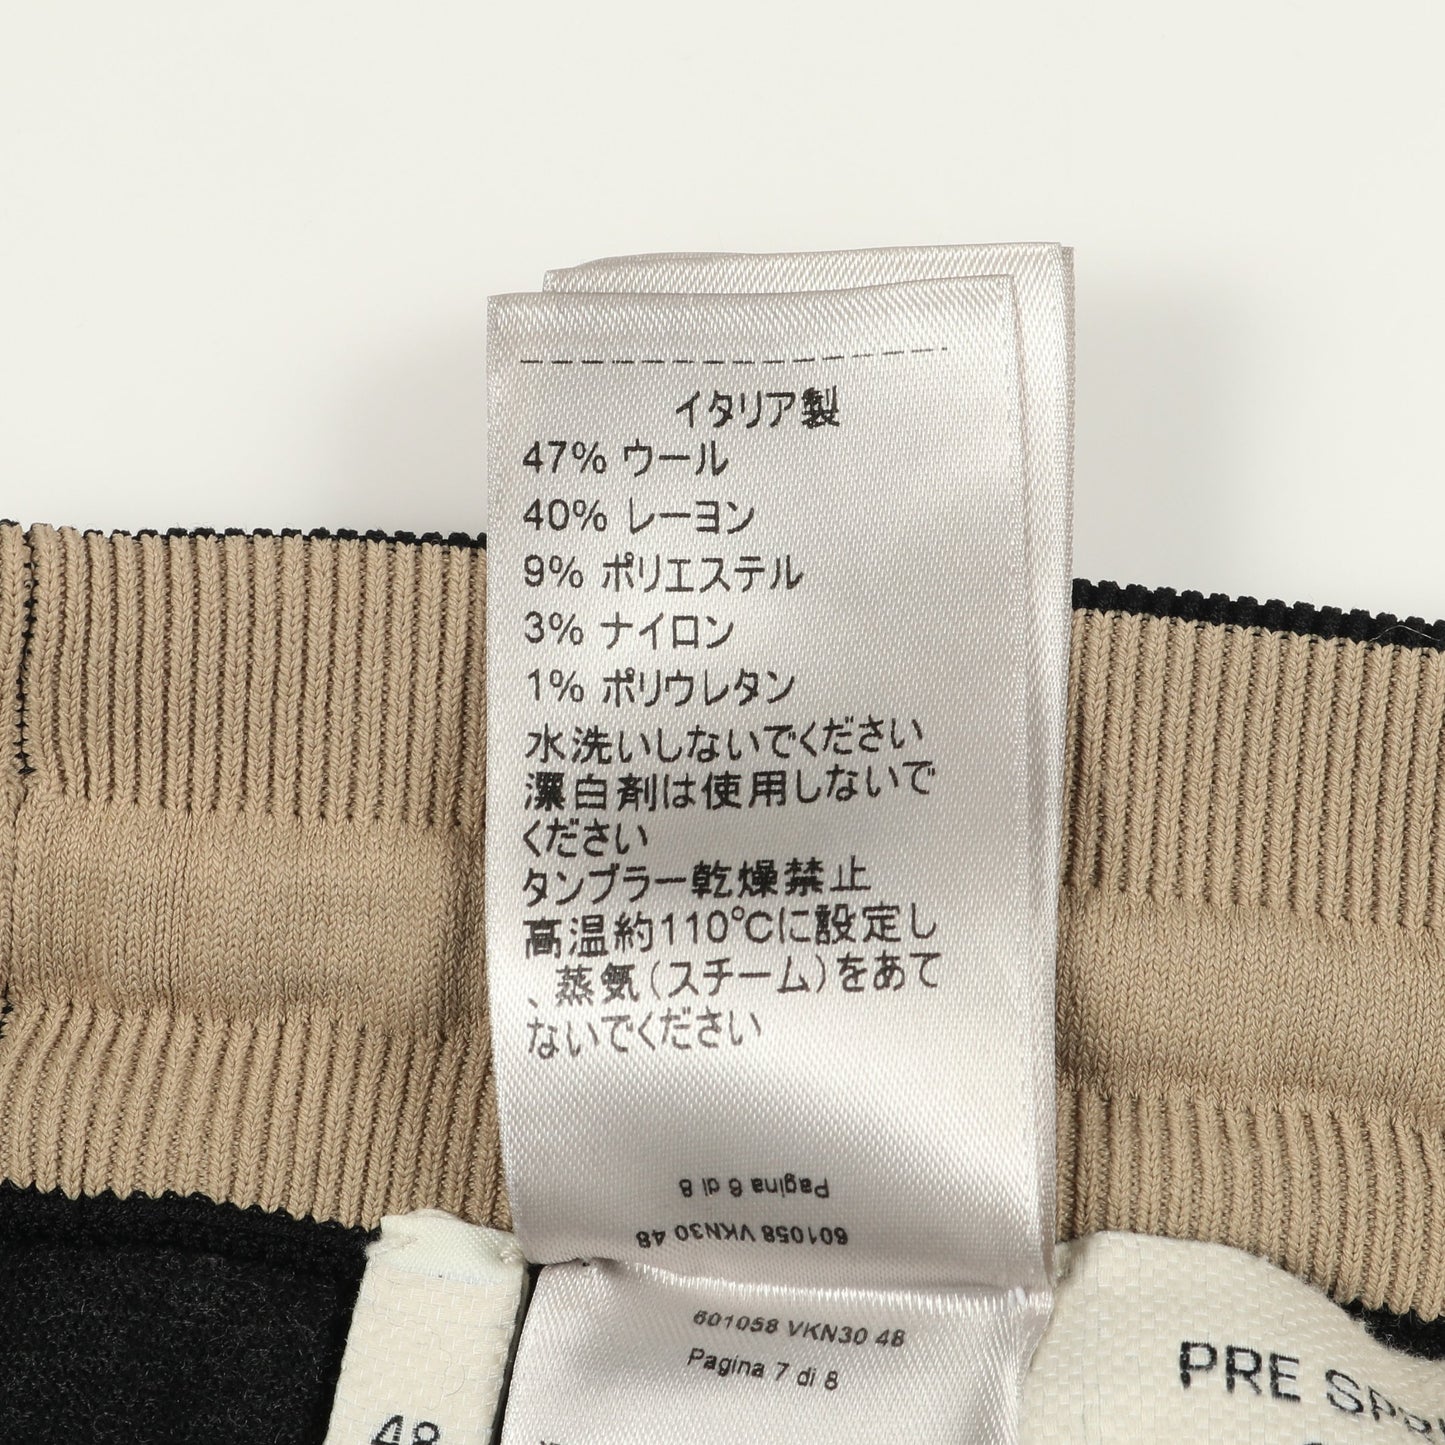 イタリア製
47% ウール
40% レーヨン
9% ポリエステル
3% ナイロン
1% ポリウレタン
水洗いしないでください
漂白剤は使用しないで
ください
タンブラー乾燥禁止
高温約110℃に設定し
、蒸気(スチーム)をあて
ないでください
Pagina 6 di 8
601058 VKN30 48
601058 VKN30 48
Pagina 7 di 8
PRE
48